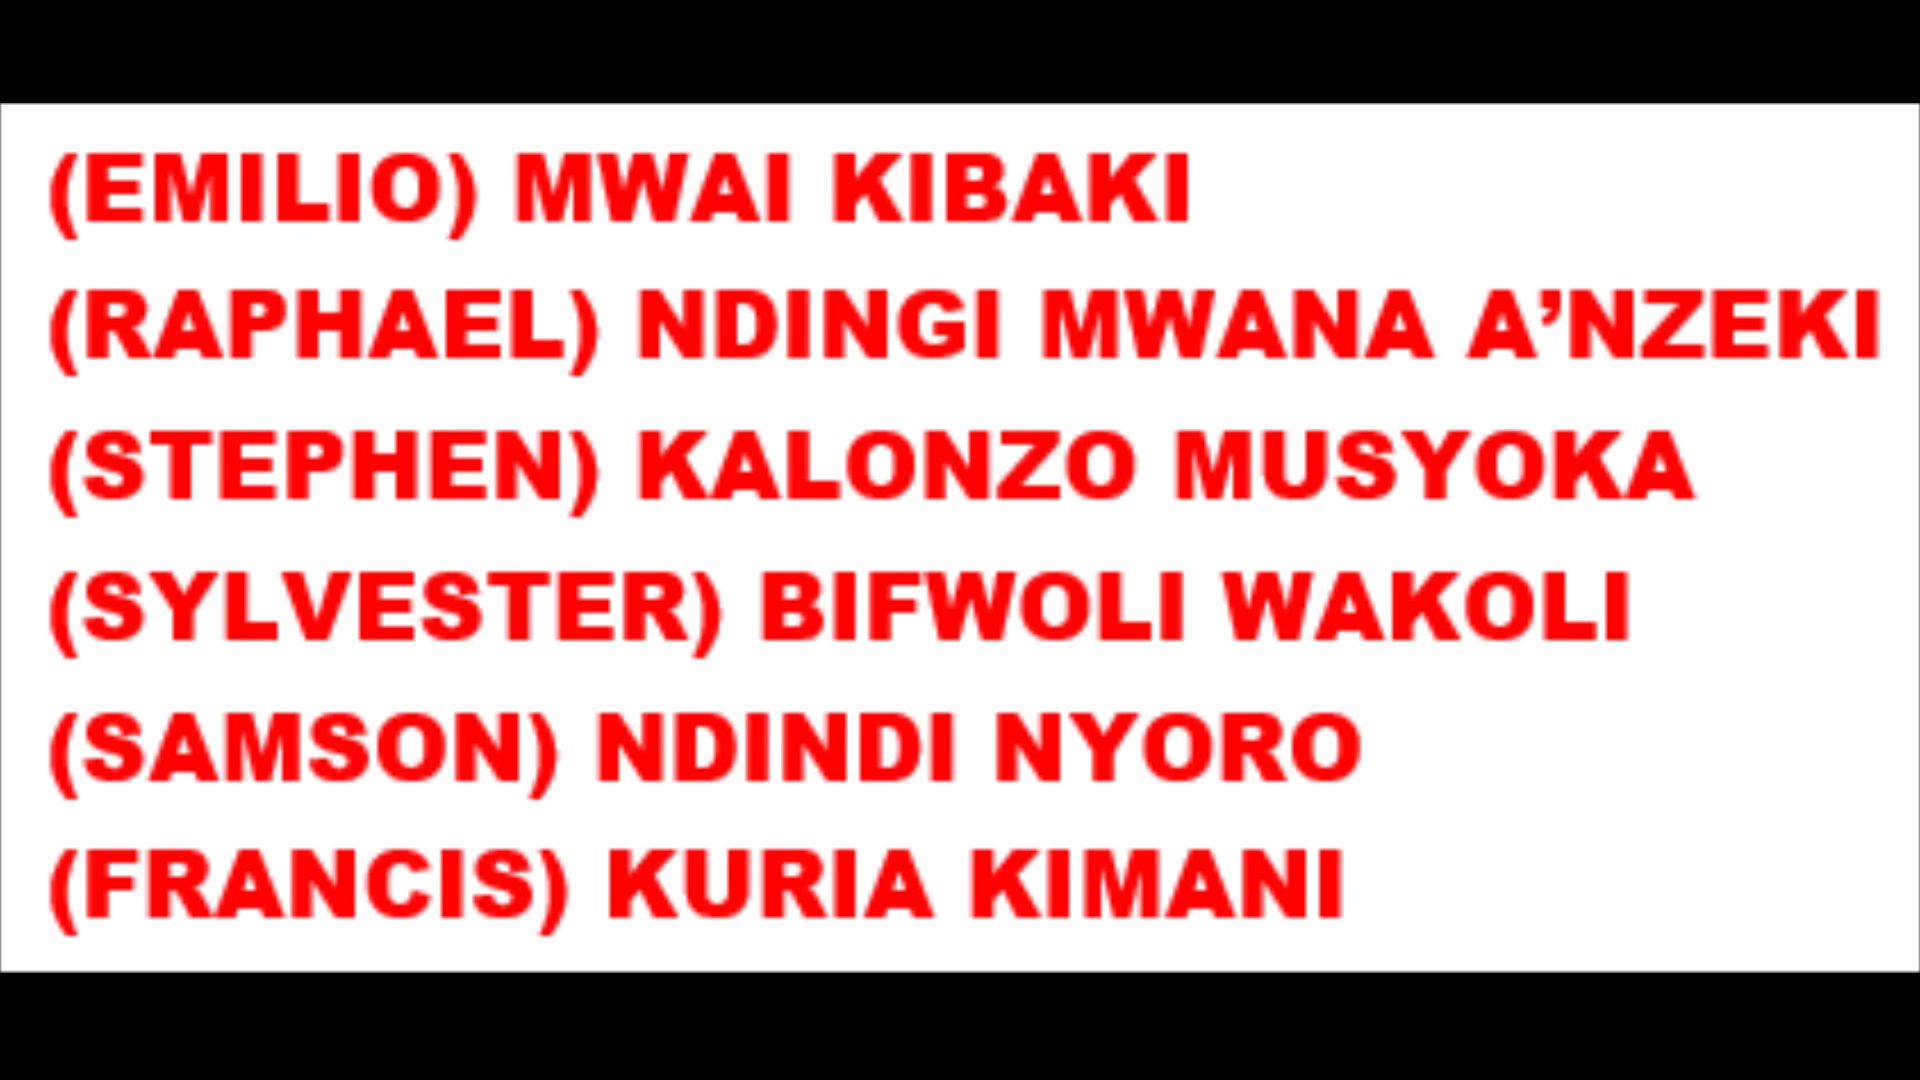 (EMILIO) MWAI KIBAKI
(RAPHAEL) NDINGI MWANA A’NZEKI
(STEPHEN) KALONZO MUSYOKA
(SYLVESTER) BIFWOLI WAKOLI
(SAMSON) NDINDI NYORO
(FRANCIS) KURIA KIMANI